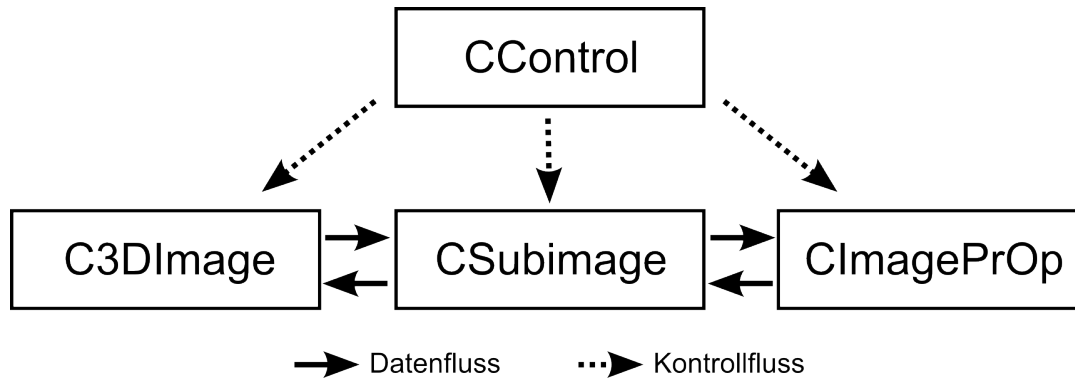 CControl
C3DImage
CSubimage
CImagePrOp
Datenfluss
Kontrollfluss